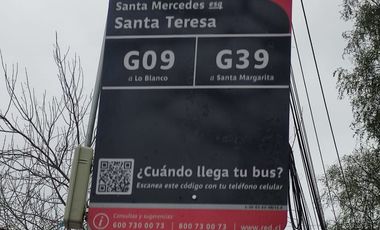 Santa Mercedes esq
Santa Teresa
G09 G39
a Lo Blanco a Santa Margarita
¿Cuándo llega tu bus?
Escanea este código con tu teléfono celular
Consultas y sugerencias
600 730 00 73 | 800 73 00 73 www.red.cl